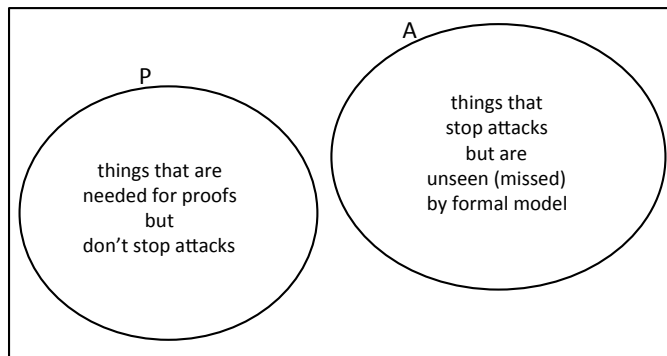 P
things that are
needed for proofs
but
don’t stop attacks
A
things that
stop attacks
but are
unseen (missed)
by formal model